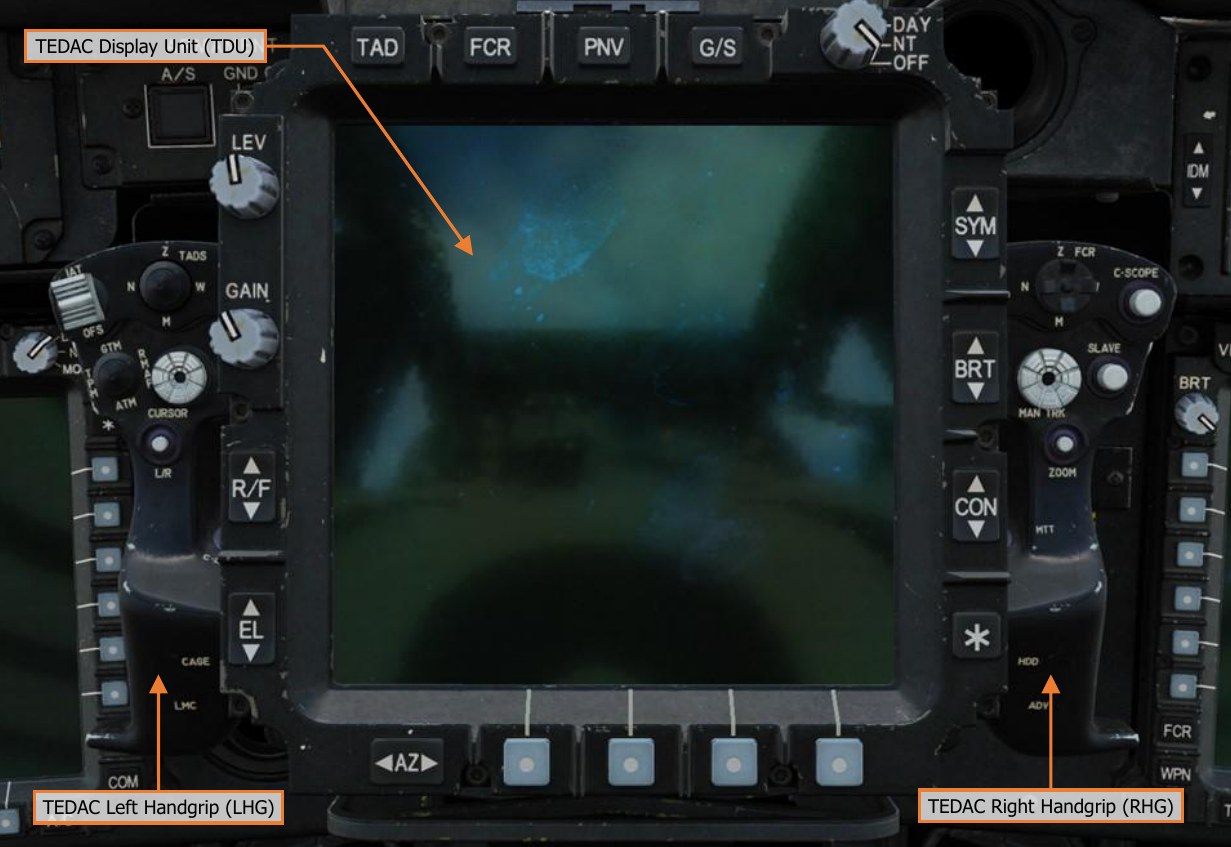 TEDAC Display Unit (TDU)
NT
TAD
FCR
PNV
G/S
DAY
NT
OFF
A/S
GND
LEV
GAIN
IDM
SYM
BRT
CON
R/F
EL
AZ
Z
TADS
IAT
N
W
M
OFS
GTM
RMAP
TPM
ATM
MO
CURSOR
L/R
CAGE
LMC
COM
Z
FCR
C-SCOPE
N
M
SLAVE
MAN TRK
ZOOM
MTT
HDD
ADV
BRT
FCR
WPN
TEDAC Left Handgrip (LHG)
TEDAC Right Handgrip (RHG)